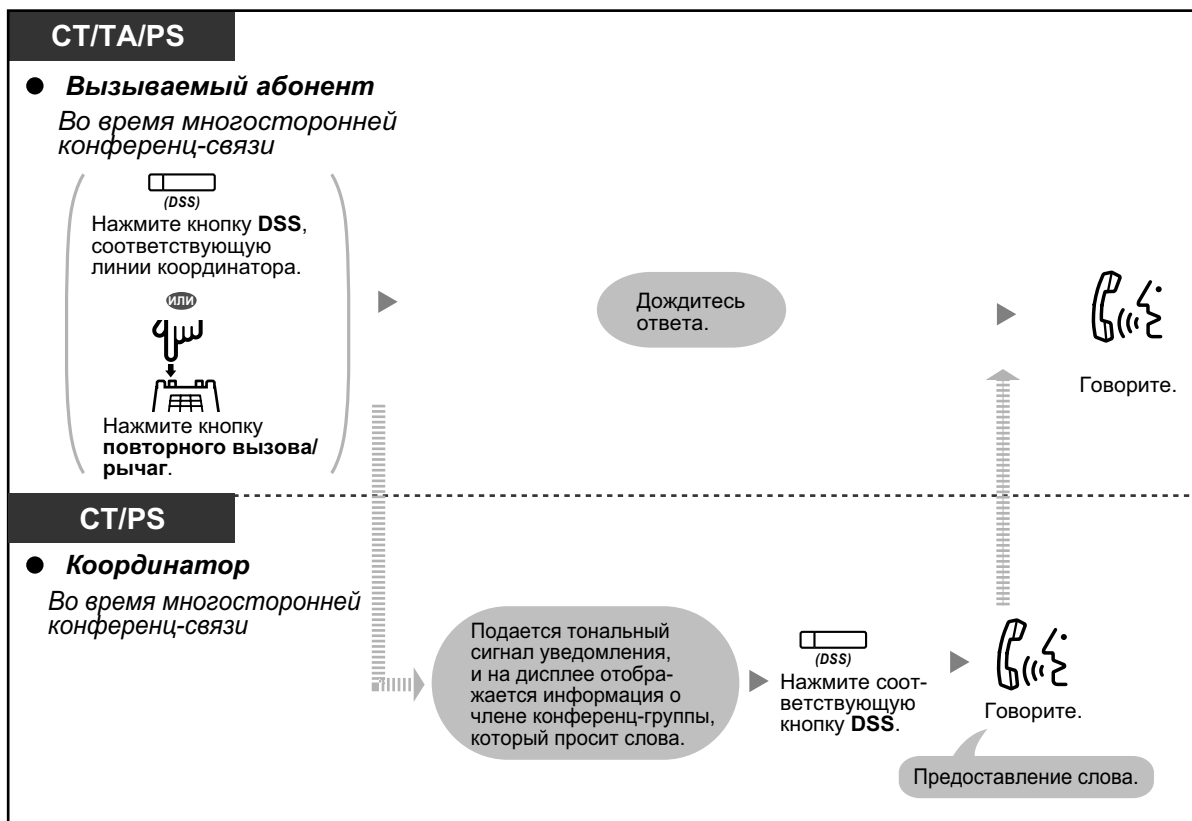 CT/TA/PS
● Вызываемый абонент
Во время многосторонней
конференц-связи
(DSS)
Нажмите кнопку DSS,
соответствующую
линии координатора.
или
Нажмите кнопку
повторного вызова/
рычаг.
Дождитесь
ответа.
Говорите.
CT/PS
● Координатор
Во время многосторонней
конференц-связи
Подается тональный
сигнал уведомления,
и на дисплее отобра-
жается информация о
члене конференц-группы,
который просит слова.
(DSS)
Нажмите соот-
ветствующую
кнопку DSS.
Говорите.
Предоставление слова.